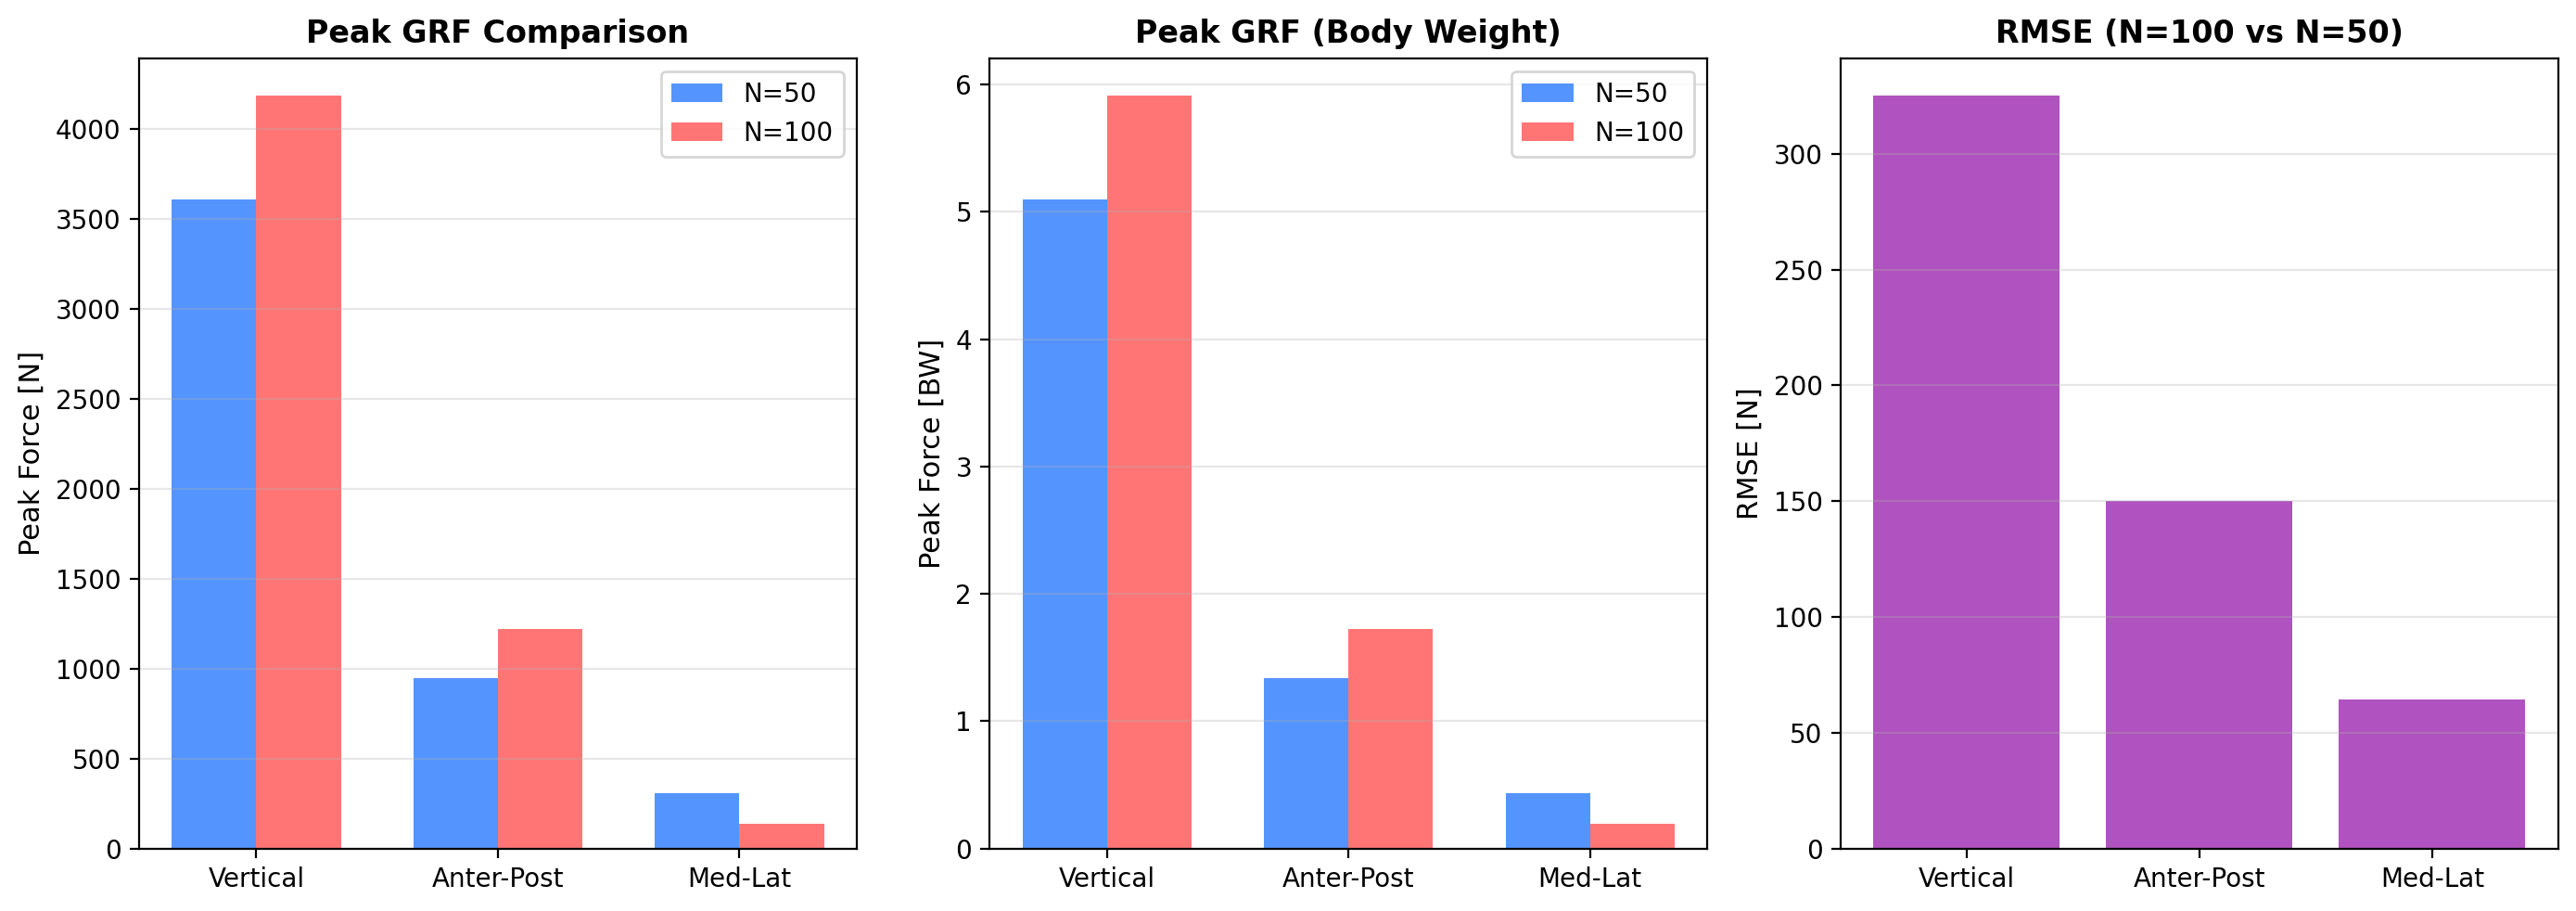 Peak GRF Comparison
Peak Force [N]
4000
3500
3000
2500
2000
1500
1000
500
0
Vertical
Anter-Post
Med-Lat
N=50
N=100
Peak GRF (Body Weight)
Peak Force [BW]
6
5
4
3
2
1
0
Vertical
Anter-Post
Med-Lat
N=50
N=100
RMSE (N=100 vs N=50)
RMSE [N]
300
250
200
150
100
50
0
Vertical
Anter-Post
Med-Lat